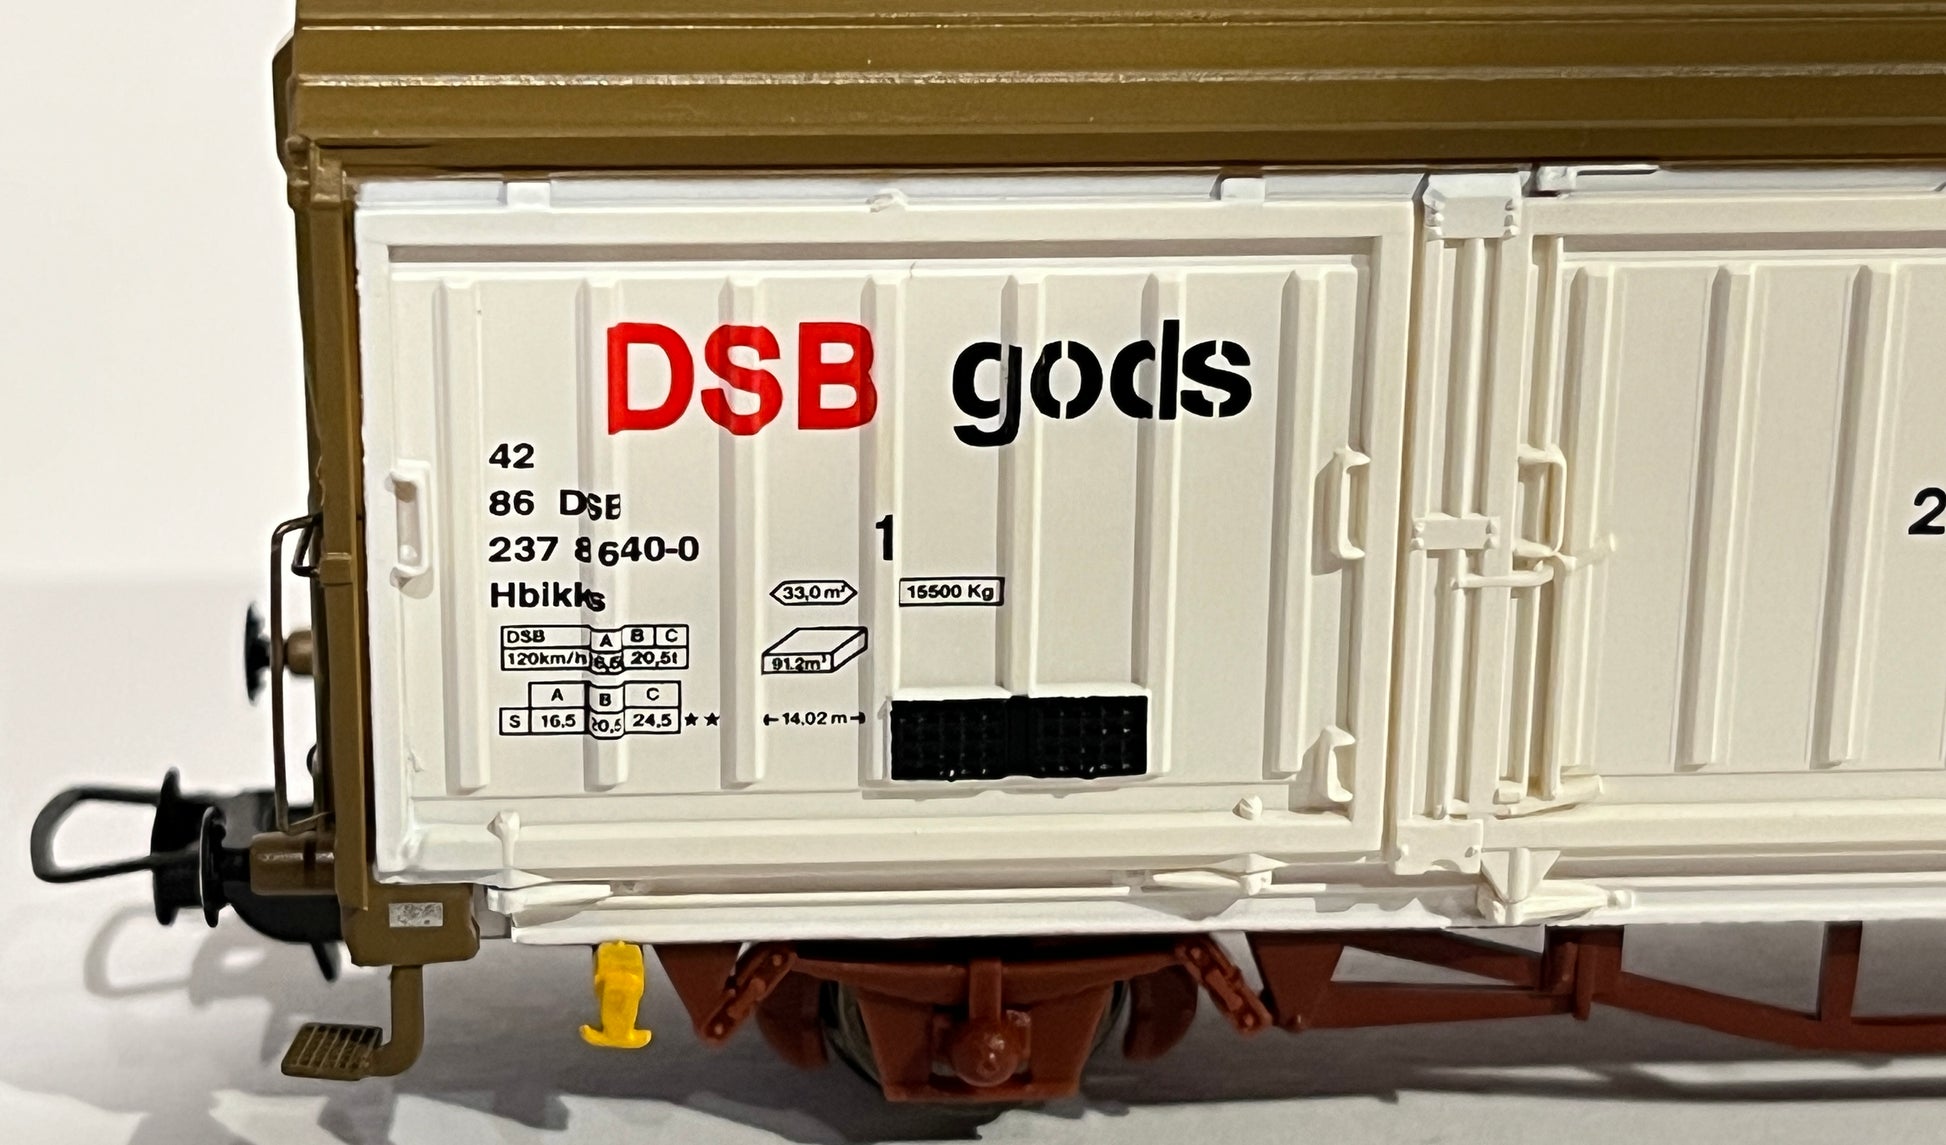 DSB gods
42
86 DSB
237 8640-0
1
2
Hbikks
33,0 m²
15500 Kg
DSB A B C
120km/h 20,5t
91.2m³
A B C
S 16,5 20,5 24,5 ★★
14,02 m